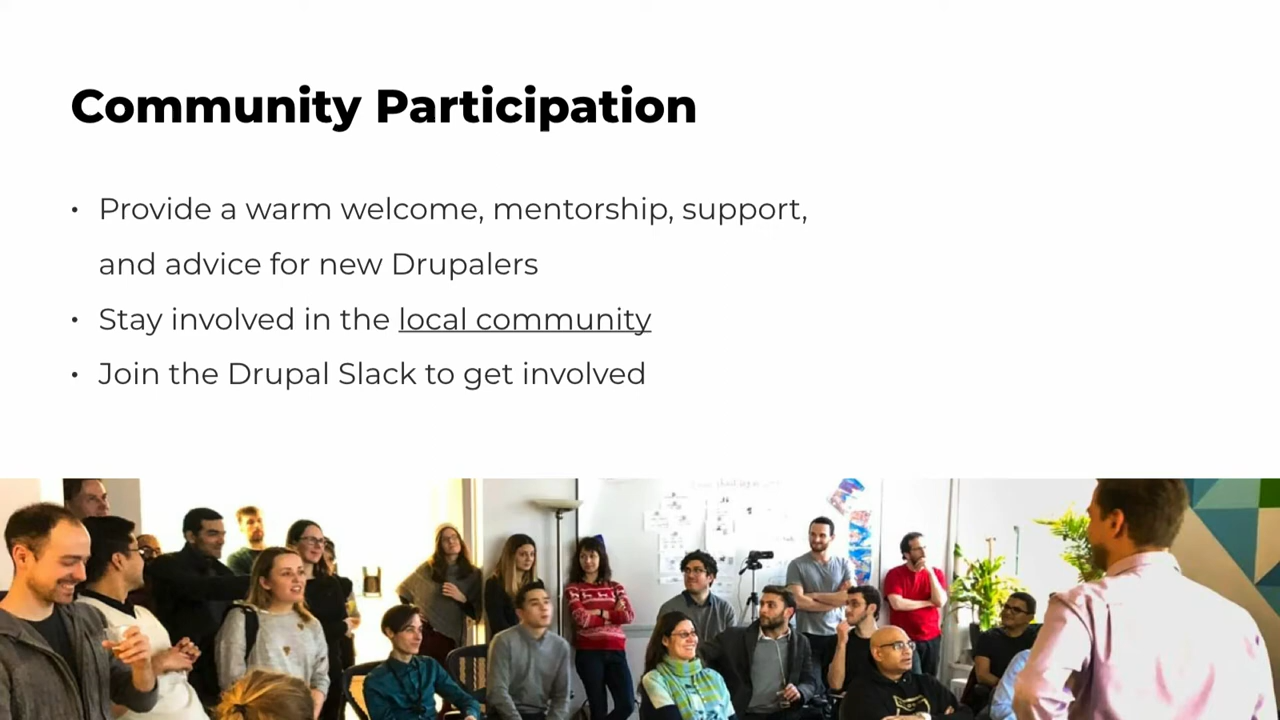 Community Participation
• Provide a warm welcome, mentorship, support,
and advice for new Drupalers
• Stay involved in the local community
• Join the Drupal Slack to get involved